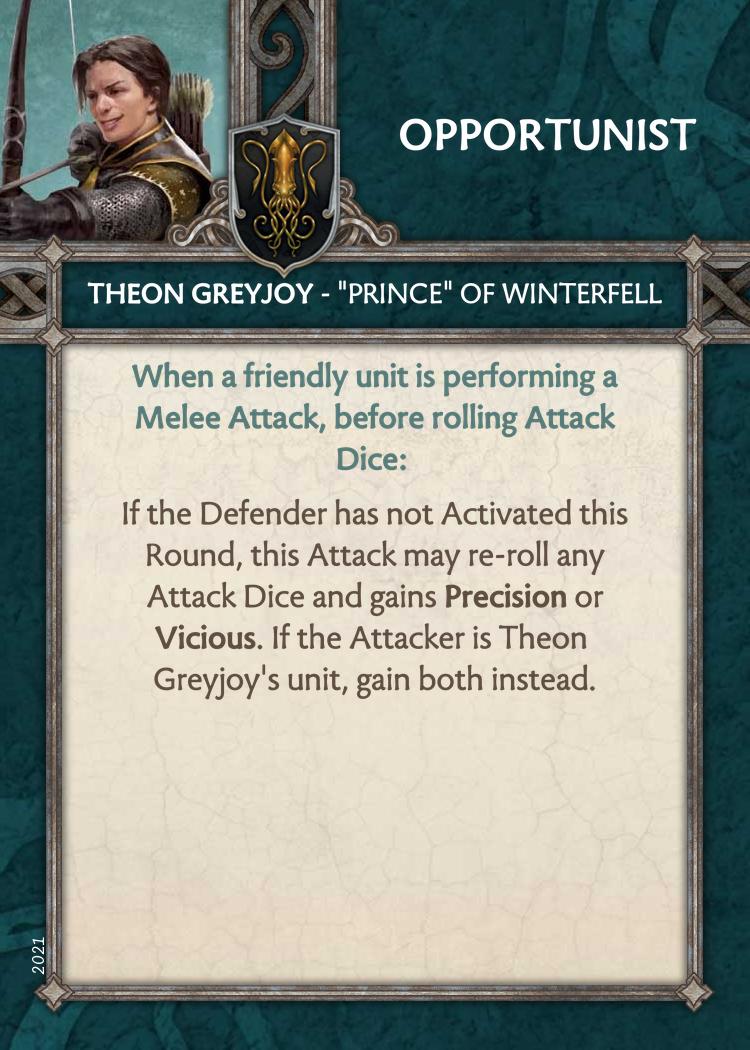 OPPORTUNIST
THEON GREYJOY - "PRINCE" OF WINTERFELL
When a friendly unit is performing a
Melee Attack, before rolling Attack
Dice:
If the Defender has not Activated this
Round, this Attack may re-roll any
Attack Dice and gains Precision or
Vicious. If the Attacker is Theon
Greyjoy's unit, gain both instead.
2021